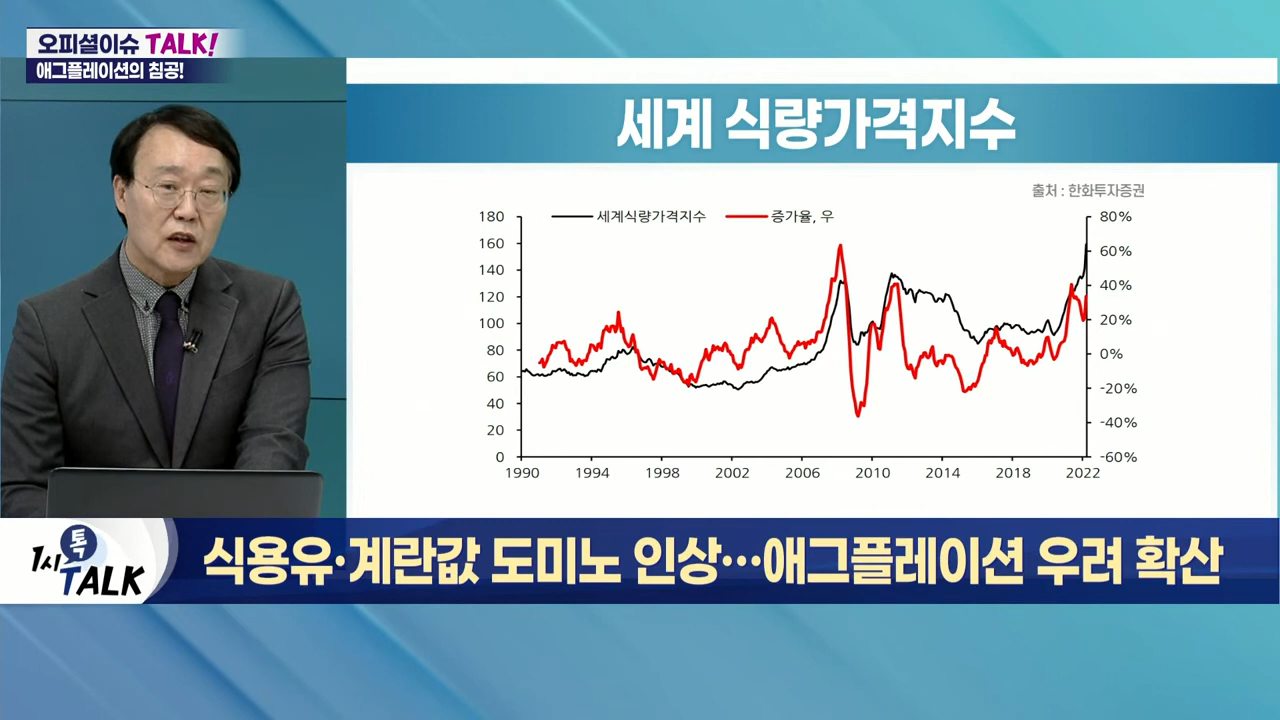 오피셜이슈 TALK!
애그플레이션의 침공!
세계 식량가격지수
출처 : 한화투자증권
세계식량가격지수 증가율, 우
180 80%
160 60%
140 40%
120 20%
100 0%
80 -20%
60 -40%
40 -60%
20
0
1990 1994 1998 2002 2006 2010 2014 2018 2022
1시 톡 TALK
식용유·계란값 도미노 인상…애그플레이션 우려 확산